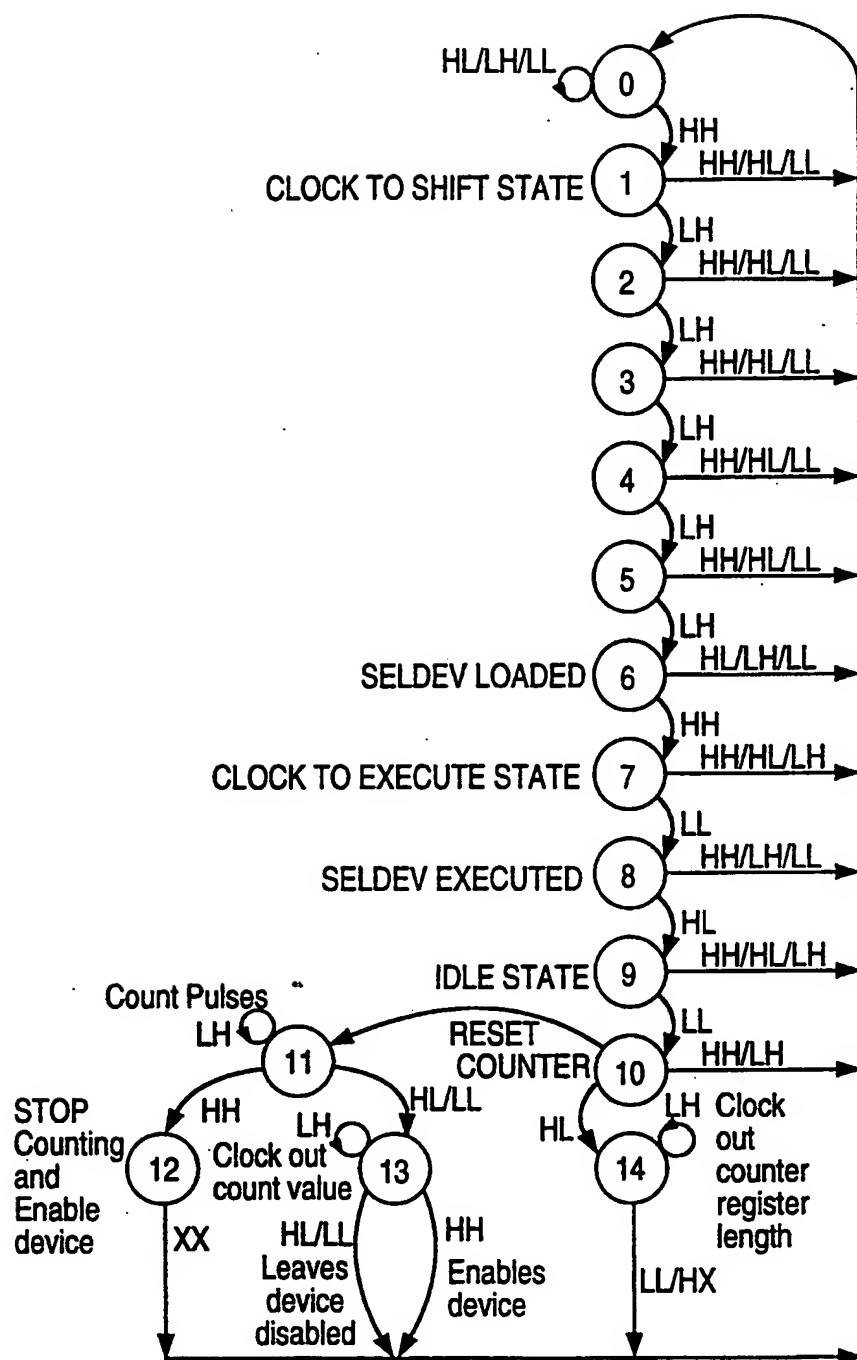 HL/LH/LL
0
HH
CLOCK TO SHIFT STATE
1
HH/HL/LL
LH
2
HH/HL/LL
LH
3
HH/HL/LL
LH
4
HH/HL/LL
LH
5
HH/HL/LL
LH
SELDEV LOADED
6
HL/LH/LL
HH
CLOCK TO EXECUTE STATE
7
HH/HL/LH
LL
SELDEV EXECUTED
8
HH/LH/LL
HL
IDLE STATE
9
HH/HL/LH
LL
Count Pulses
LH
11
RESET
COUNTER
10
HH/LH
HH
HL/LL
HL
STOP
Counting
and
Enable
device
12
LH
Clock out
count value
13
14
LH
Clock
out
counter
register
length
XX
HL/LL
Leaves
device
disabled
HH
Enables
device
LL/HX